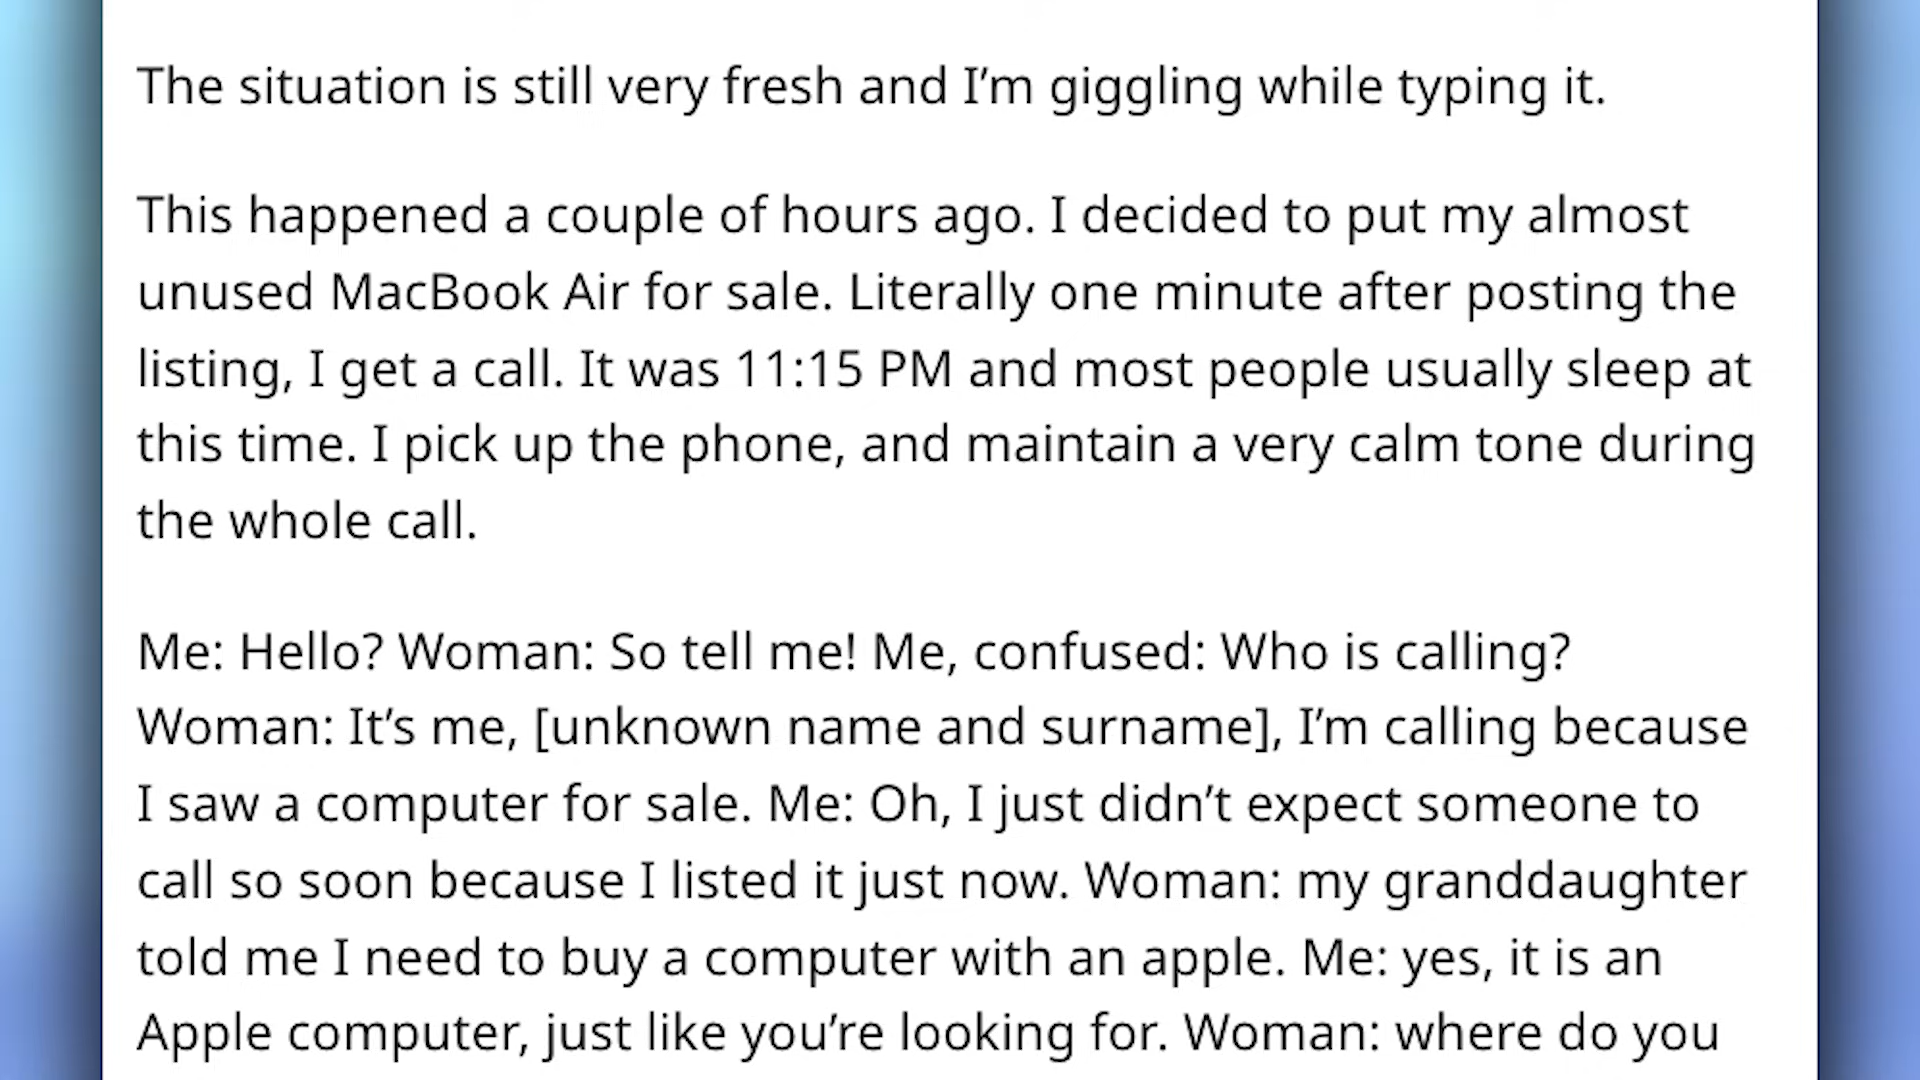 The situation is still very fresh and I’m giggling while typing it.
This happened a couple of hours ago. I decided to put my almost
unused MacBook Air for sale. Literally one minute after posting the
listing, I get a call. It was 11:15 PM and most people usually sleep at
this time. I pick up the phone, and maintain a very calm tone during
the whole call.
Me: Hello? Woman: So tell me! Me, confused: Who is calling?
Woman: It’s me, [unknown name and surname], I’m calling because
I saw a computer for sale. Me: Oh, I just didn’t expect someone to
call so soon because I listed it just now. Woman: my granddaughter
told me I need to buy a computer with an apple. Me: yes, it is an
Apple computer, just like you’re looking for. Woman: where do you